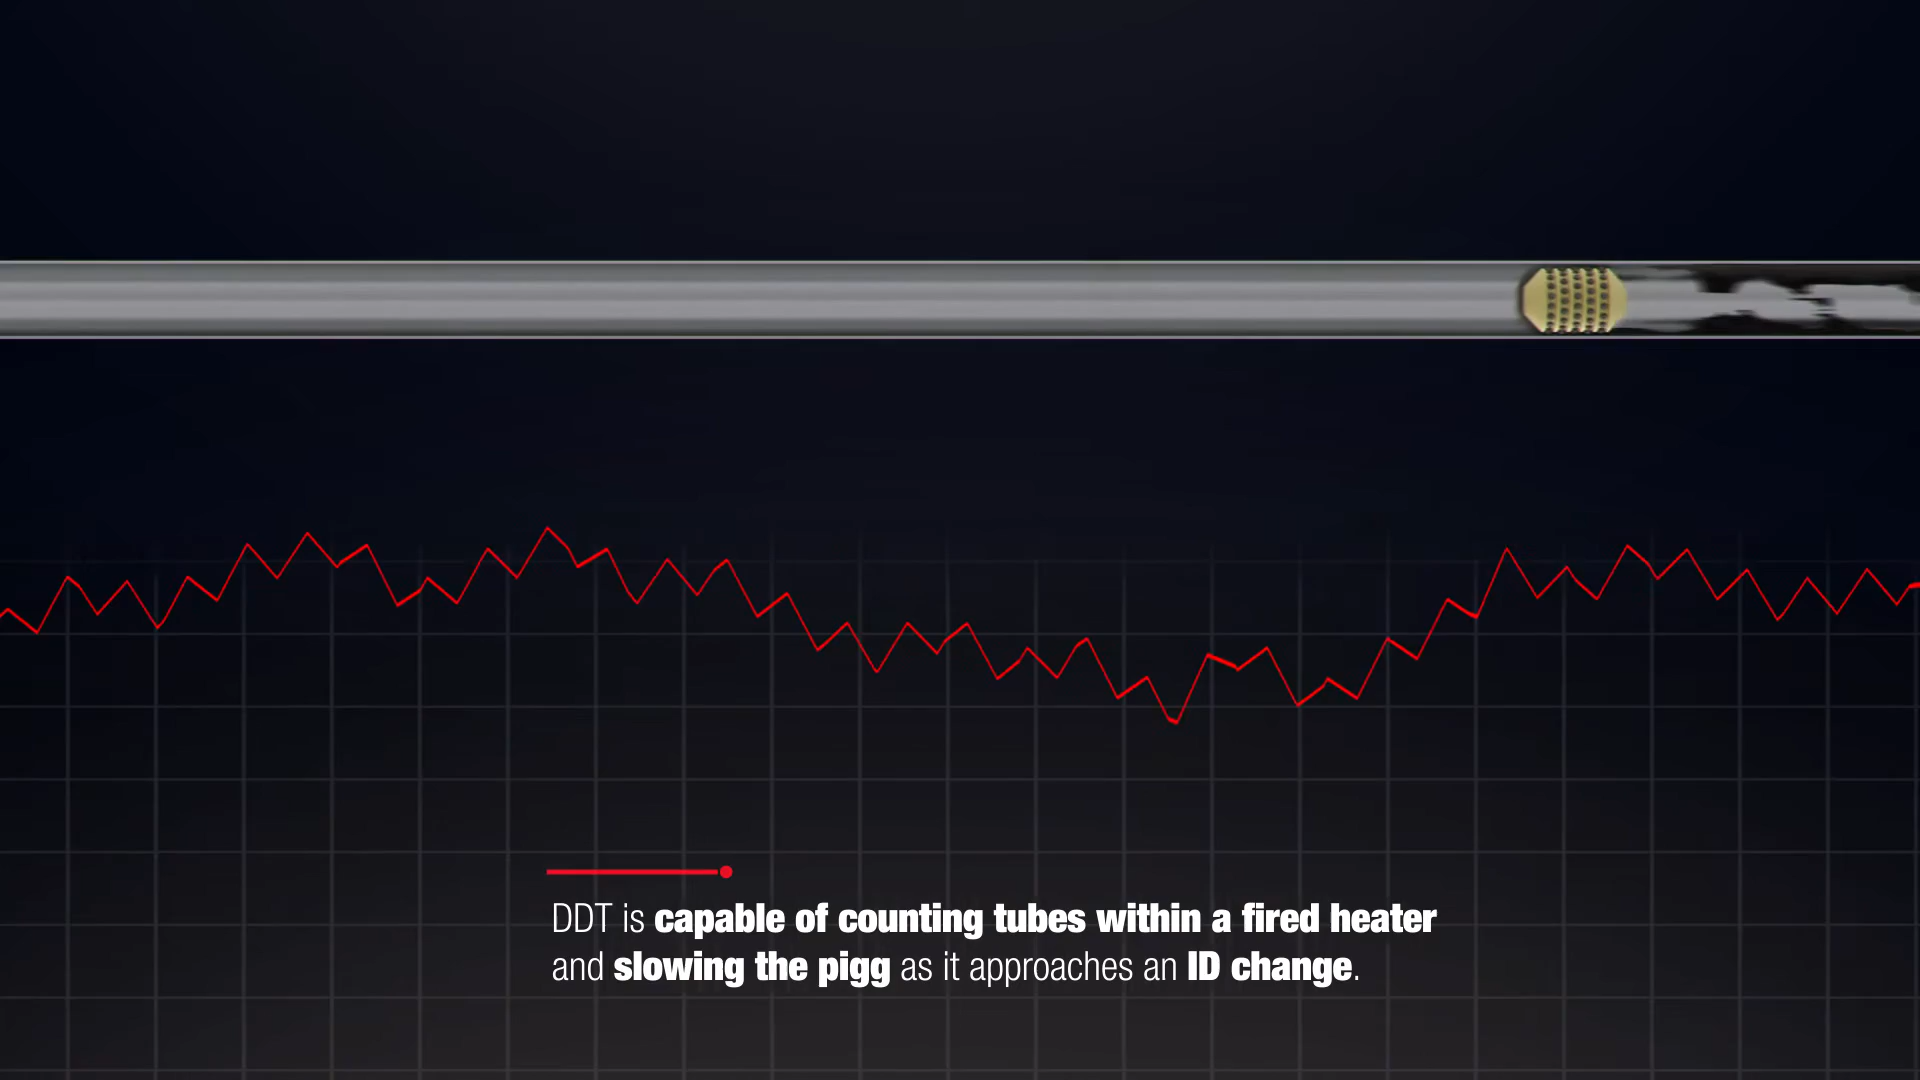 DDT is capable of counting tubes within a fired heater
and slowing the pigg as it approaches an ID change.